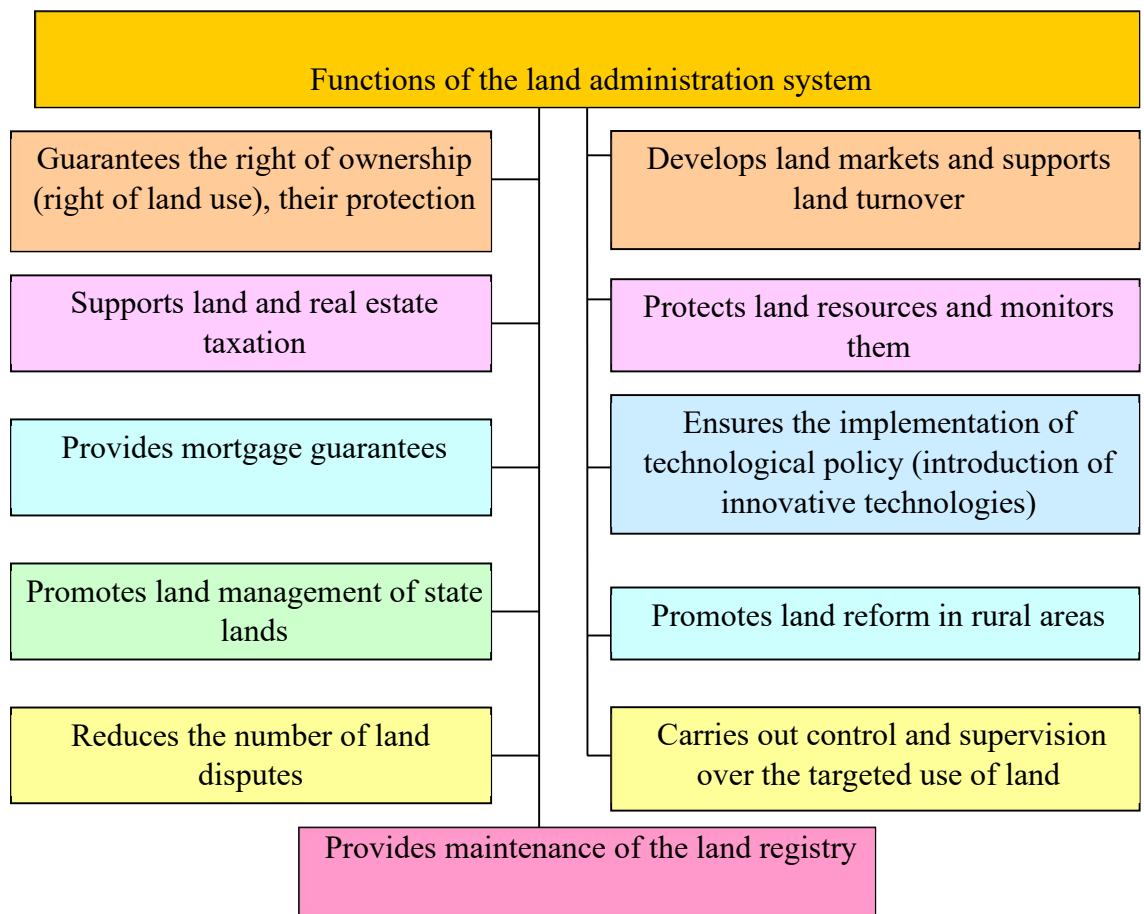 Functions of the land administration system
Guarantees the right of ownership
(right of land use), their protection
Develops land markets and supports
land turnover
Supports land and real estate
taxation
Protects land resources and monitors
them
Provides mortgage guarantees
Ensures the implementation of
technological policy (introduction of
innovative technologies)
Promotes land management of state
lands
Promotes land reform in rural areas
Reduces the number of land
disputes
Carries out control and supervision
over the targeted use of land
Provides maintenance of the land registry